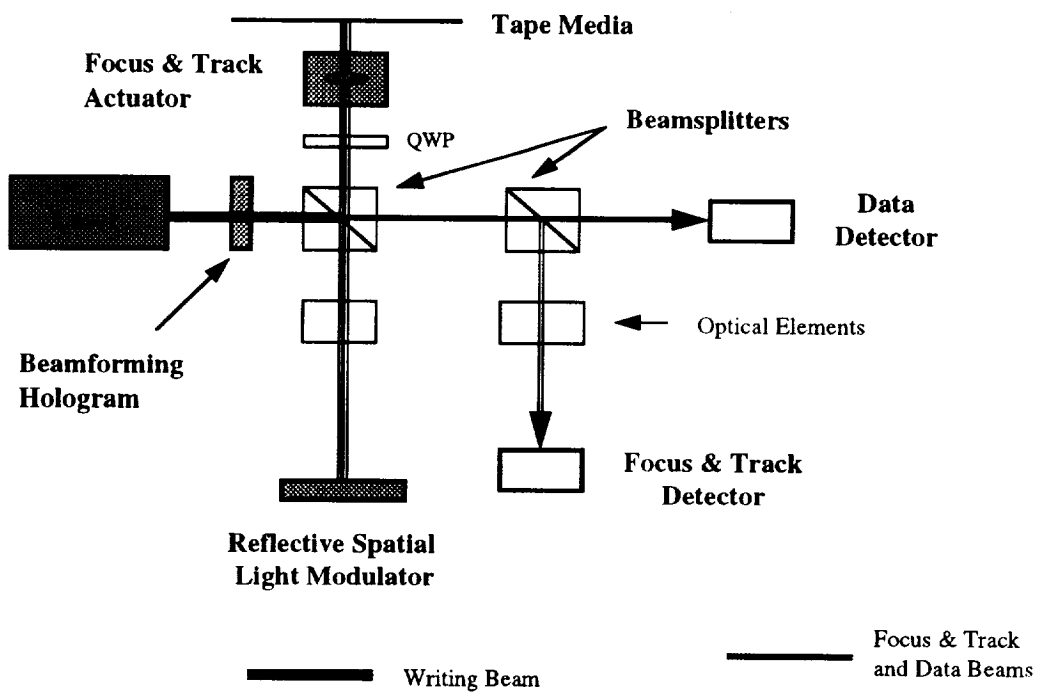 Tape Media
Focus & Track
Actuator
QWP
Beamsplitters
Data
Detector
Optical Elements
Beamforming
Hologram
Focus & Track
Detector
Reflective Spatial
Light Modulator
Focus & Track
and Data Beams
Writing Beam